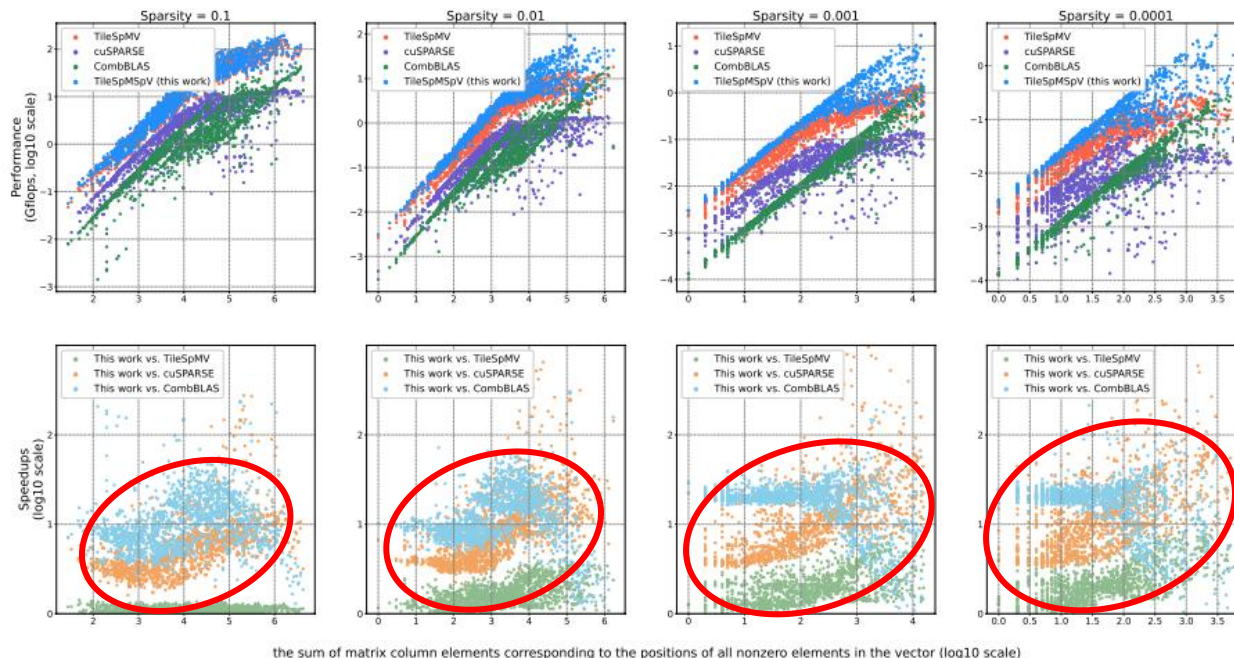 Sparsity = 0.1
TileSpMV
cuSPARSE
CombBLAS
TileSpMSpV (this work)
Performance
(Gflops, log10 scale)
2
1
0
−1
−2
−3
2 3 4 5 6
Sparsity = 0.01
TileSpMV
cuSPARSE
CombBLAS
TileSpMSpV (this work)
2
1
0
−1
−2
−3
0 1 2 3 4 5 6
Sparsity = 0.001
TileSpMV
cuSPARSE
CombBLAS
TileSpMSpV (this work)
1
0
−1
−2
−3
−4
0 1 2 3 4
Sparsity = 0.0001
TileSpMV
cuSPARSE
CombBLAS
TileSpMSpV (this work)
0
−1
−2
−3
−4
0.0 0.5 1.0 1.5 2.0 2.5 3.0 3.5
This work vs. TileSpMV
This work vs. cuSPARSE
This work vs. CombBLAS
Speedups
(log10 scale)
2
1
0
2 3 4 5 6
This work vs. TileSpMV
This work vs. cuSPARSE
This work vs. CombBLAS
2
1
0
0 1 2 3 4 5 6
This work vs. TileSpMV
This work vs. cuSPARSE
This work vs. CombBLAS
2
1
0
0 1 2 3 4
This work vs. TileSpMV
This work vs. cuSPARSE
This work vs. CombBLAS
2
1
0
0.0 0.5 1.0 1.5 2.0 2.5 3.0 3.5
the sum of matrix column elements corresponding to the positions of all nonzero elements in the vector (log10 scale)